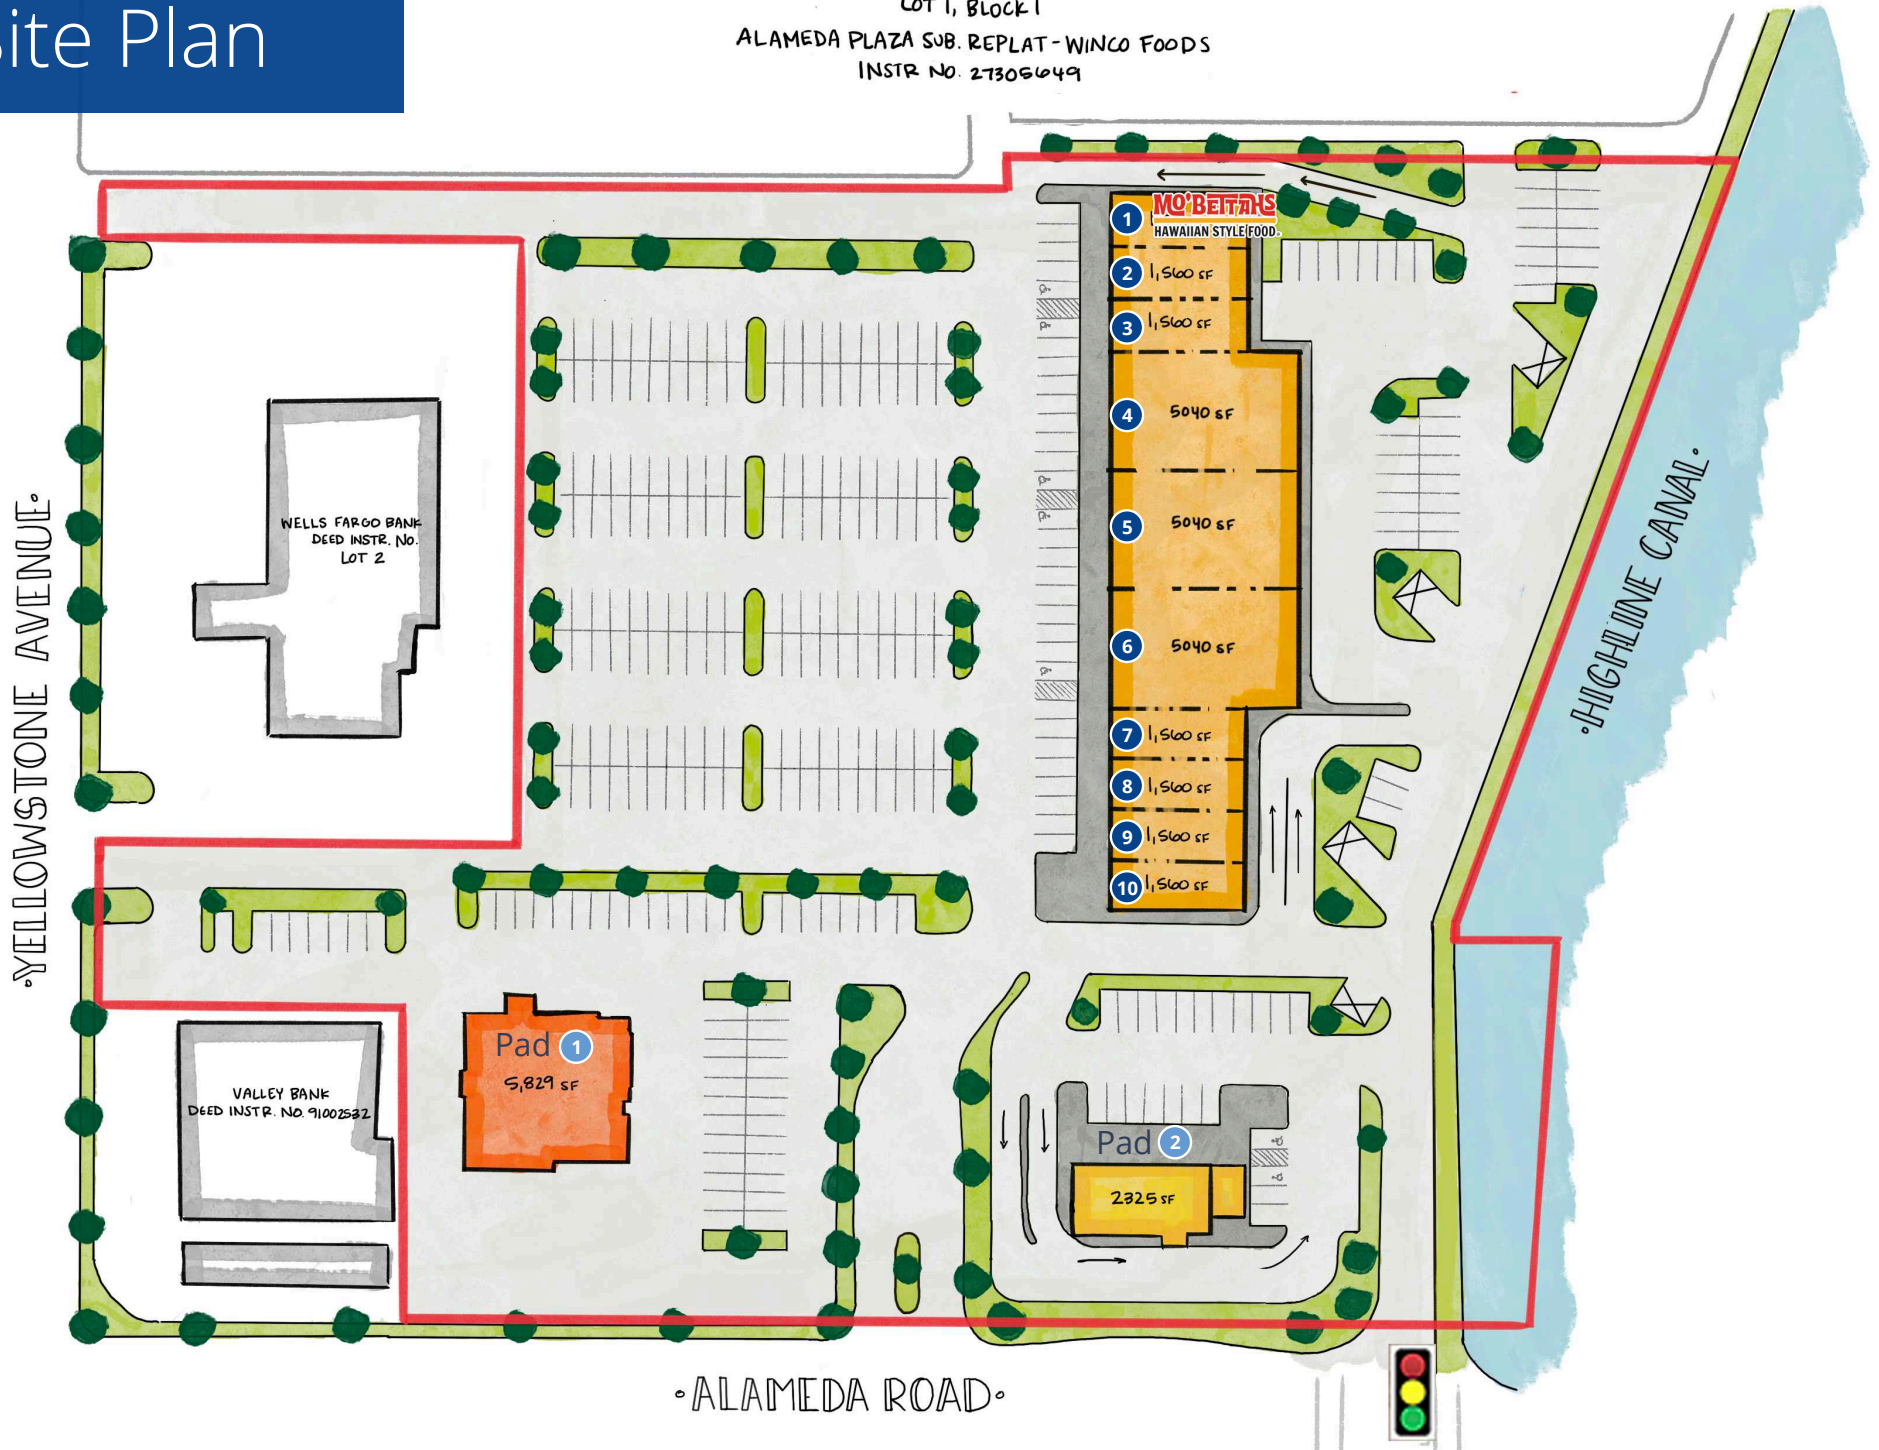 Site Plan
LOT 1, BLOCK 1
ALAMEDA PLAZA SUB. REPLAT-WINCO FOODS
INSTR NO. 27305649
1
MO'BETTAHS
HAWAIIAN STYLE FOOD.
2 1,560 SF
3 1,560 SF
4 5040 SF
5 5040 SF
6 5040 SF
7 1,560 SF
8 1,560 SF
9 1,560 SF
10 1,560 SF
WELLS FARGO BANK
DEED INSTR. NO.
LOT 2
·YELLOWSTONE AVENUE·
·HIGHLINE CANAL·
Pad 1
5,829 SF
VALLEY BANK
DEED INSTR. NO. 91002532
Pad 2
2325 SF
·ALAMEDA ROAD·